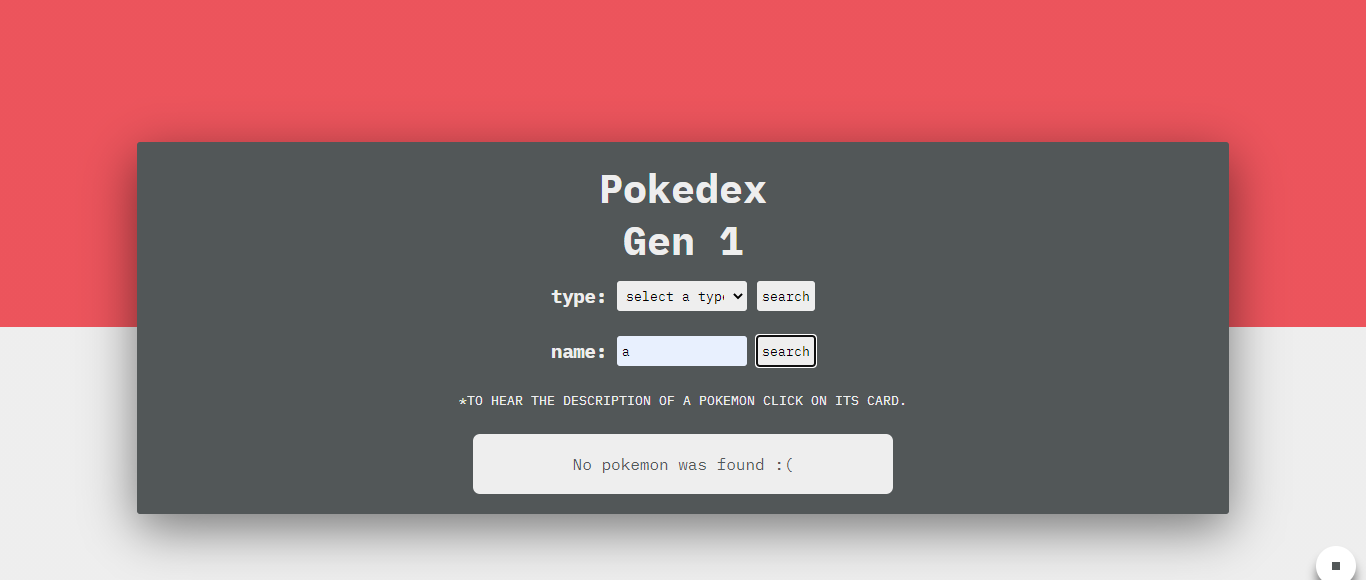 Pokedex
Gen 1
type: select a type search
name: a search
*TO HEAR THE DESCRIPTION OF A POKEMON CLICK ON ITS CARD.
No pokemon was found :(